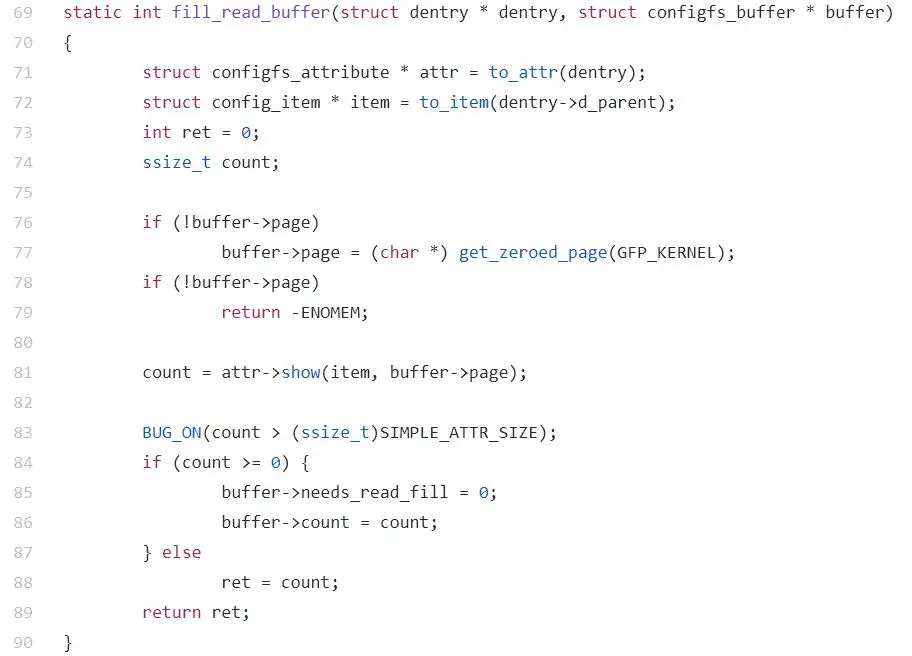 69 static int fill_read_buffer(struct dentry * dentry, struct configfs_buffer * buffer)
70 {
71         struct configfs_attribute * attr = to_attr(dentry);
72         struct config_item * item = to_item(dentry->d_parent);
73         int ret = 0;
74         ssize_t count;
75
76         if (!buffer->page)
77                 buffer->page = (char *) get_zeroed_page(GFP_KERNEL);
78         if (!buffer->page)
79                 return -ENOMEM;
80
81         count = attr->show(item, buffer->page);
82
83         BUG_ON(count > (ssize_t)SIMPLE_ATTR_SIZE);
84         if (count >= 0) {
85                 buffer->needs_read_fill = 0;
86                 buffer->count = count;
87         } else
88                 ret = count;
89         return ret;
90 }